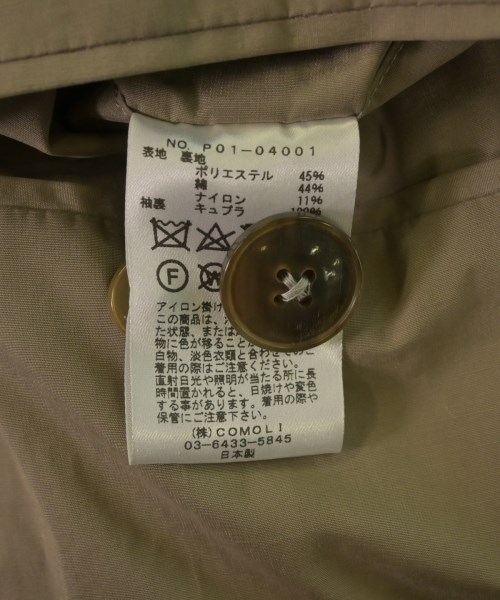 NO. P01-04001
表地 裏地
ポリエステル 45%
綿 44%
ナイロン 11%
袖裏 キュプラ 100%
F
アイロン掛け
この商品は、
た状態、または
物に色が移ること
白物、淡色衣類と合わせての
着用の際はご注意ください。
直射日光や照明が当たる所に長
時間置かれると、日焼けや変色
する事があります。着用の際や
保管にご注意下さい。
(株)COMOLI
03-6433-5845
日本製